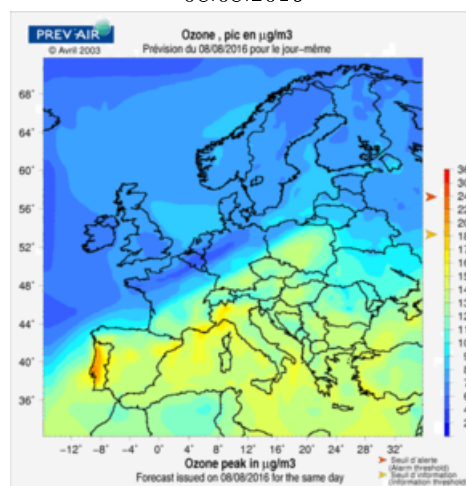 PREV'AIR
© Avril 2003
Ozone , pic en µg/m3
Prévision du 08/08/2016 pour le jour-même
68°
64°
60°
56°
52°
48°
44°
40°
36°
-12° -8° -4° 0° 4° 8° 12° 16° 20° 24° 28° 32°
Ozone peak in µg/m3
Forecast issued on 08/08/2016 for the same day
Seuil d'alerte
(Alarm threshold)
Seuil d'information
(Information threshold)